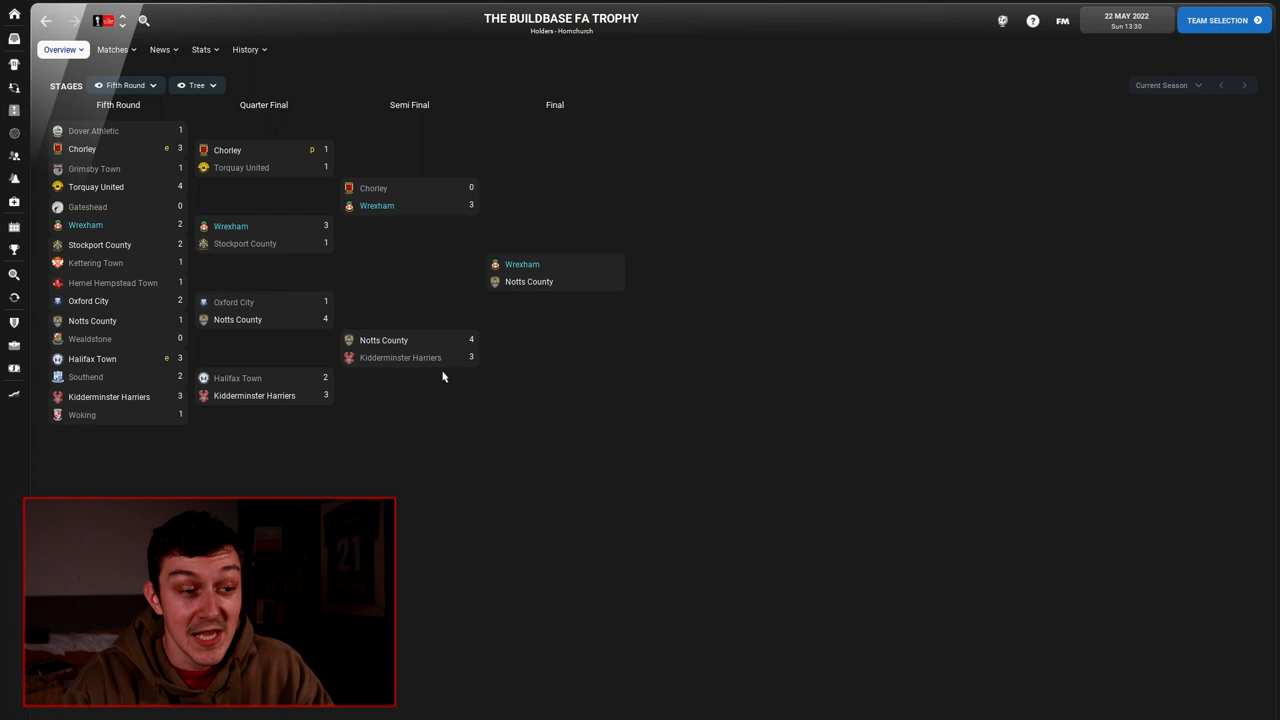 THE BUILDBASE FA TROPHY
Holders - Hornchurch
FM
22 MAY 2022
Sun 13:30
TEAM SELECTION
Overview
Matches
News
Stats
History
STAGES
Fifth Round
Tree
Current Season
Fifth Round
Quarter Final
Semi Final
Final
Dover Athletic 1
Chorley e 3
Grimsby Town 1
Torquay United 4
Gateshead 0
Wrexham 2
Stockport County 2
Kettering Town 1
Hemel Hempstead Town 1
Oxford City 2
Notts County 1
Wealdstone 0
Halifax Town e 3
Southend 2
Kidderminster Harriers 3
Woking 1
Chorley p 1
Torquay United 1
Wrexham 3
Stockport County 1
Oxford City 1
Notts County 4
Halifax Town 2
Kidderminster Harriers 3
Chorley 0
Wrexham 3
Notts County 4
Kidderminster Harriers 3
Wrexham
Notts County
21